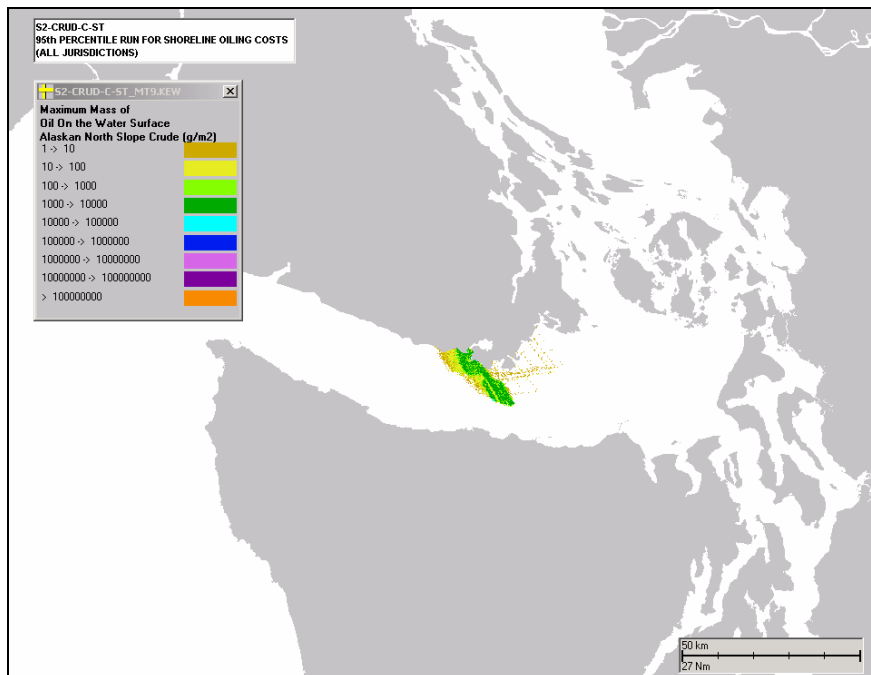 S2-CRUD-C-ST
95th PERCENTILE RUN FOR SHORELINE OILING COSTS
(ALL JURISDICTIONS)
S2-CRUD-C-ST_MT9.KEW
Maximum Mass of
Oil On the Water Surface
Alaskan North Slope Crude (g/m2)
1 -> 10
10 -> 100
100 -> 1000
1000 -> 10000
10000 -> 100000
100000 -> 1000000
1000000 -> 10000000
10000000 -> 100000000
> 100000000
50 km
27 Nm